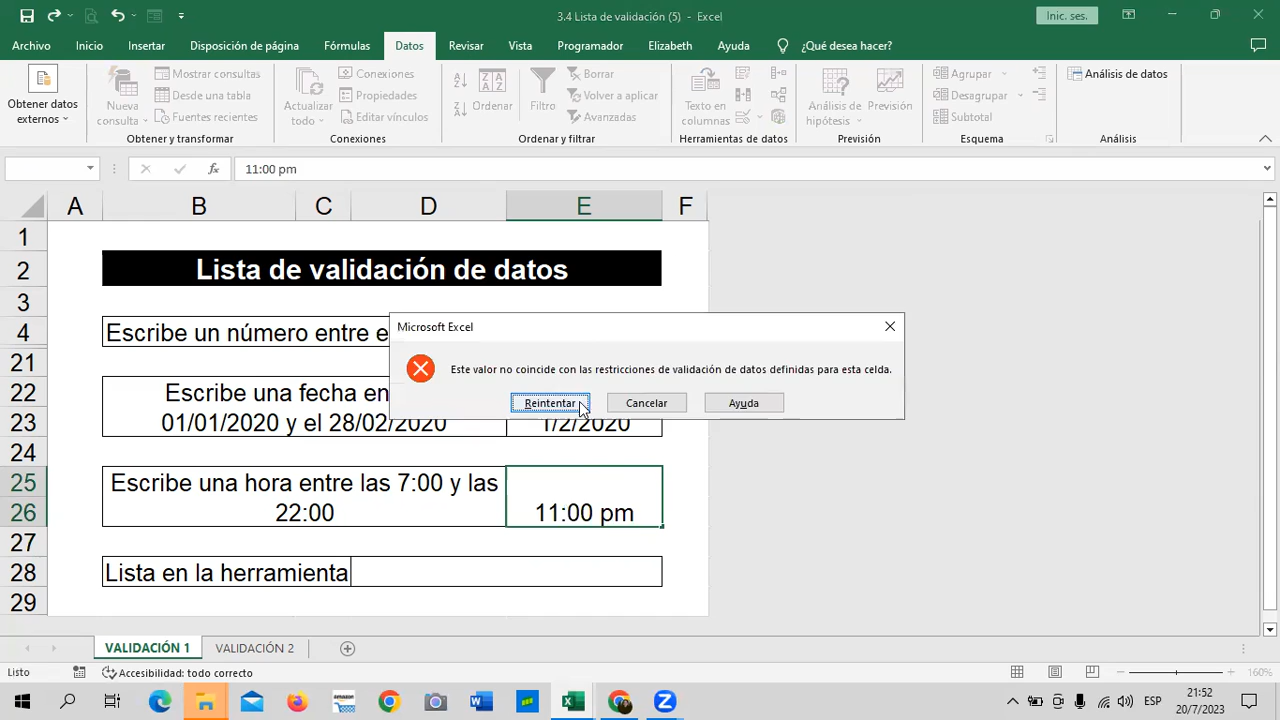 3.4 Lista de validación (5) - Excel
Inic. ses.
Archivo Inicio Insertar Disposición de página Fórmulas Datos Revisar Vista Programador Elizabeth Ayuda ¿Qué desea hacer?
Obtener datos externos
Nueva consulta
Mostrar consultas
Desde una tabla
Fuentes recientes
Obtener y transformar
Actualizar todo
Conexiones
Propiedades
Editar vínculos
Conexiones
Ordenar
Filtro
Borrar
Volver a aplicar
Avanzadas
Ordenar y filtrar
Texto en columnas
Herramientas de datos
Análisis de hipótesis
Previsión
Previsión
Agrupar
Desagrupar
Subtotal
Esquema
Análisis de datos
Análisis
11:00 pm
A B C D E F
1
2 Lista de validación de datos
3
4 Escribe un número entre e
21
22 Escribe una fecha en
23 01/01/2020 y el 28/02/2020 1/2/2020
24
25 Escribe una hora entre las 7:00 y las
26 22:00 11:00 pm
27
28 Lista en la herramienta
29
Microsoft Excel
Este valor no coincide con las restricciones de validación de datos definidas para esta celda.
Reintentar Cancelar Ayuda
VALIDACIÓN 1 VALIDACIÓN 2
Listo Accesibilidad: todo correcto 160%
ESP
21:52
20/7/2023